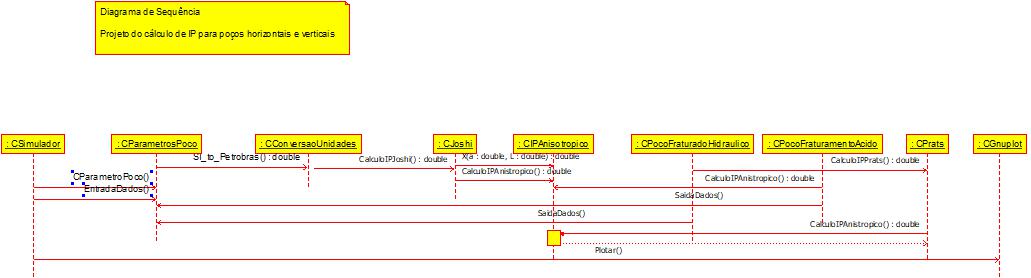 Diagrama de Sequência
Projeto do cálculo de IP para poços horizontais e verticais
: CSimulador
: CParametrosPoco
: CConversaoUnidades
: CJoshi
: CIPAnisotropico
: CPocoFraturadoHidraulico
: CPocoFraturamentoAcido
: CPrats
: CGnuplot
SI_to_Petrobras() : double
CalculoIPJoshi() : double
X(a : double, L : double) : double
CalculoIPPrats() : double
CParametroPoco()
CalculoIPAnistropico() : double
CalculoIPAnistropico() : double
EntradaDados()
SaidaDados()
SaidaDados()
CalculoIPAnistropico() : double
Plotar()